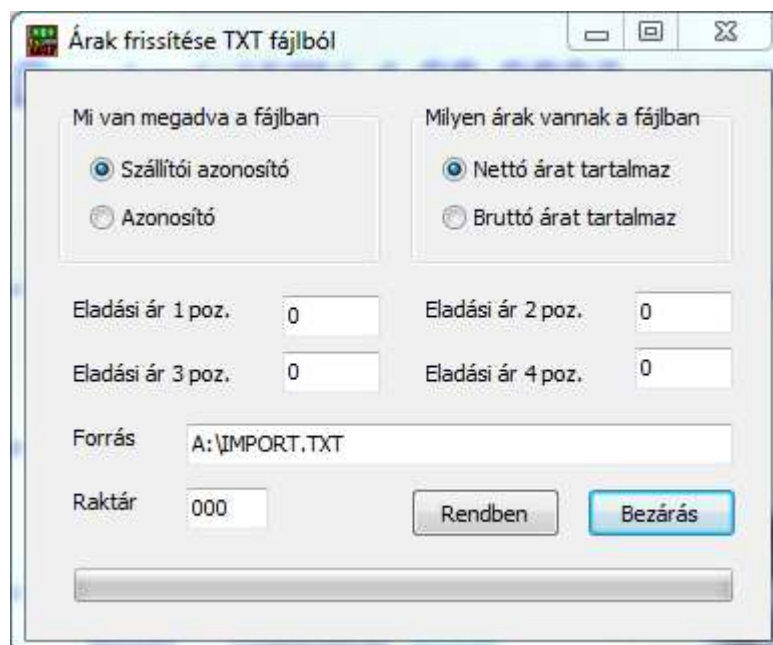 Árak frissítése TXT fájlból
Mi van megadva a fájlban
Szállítói azonosító
Azonosító
Milyen árak vannak a fájlban
Nettó árat tartalmaz
Bruttó árat tartalmaz
Eladási ár 1 poz. 0 Eladási ár 2 poz. 0
Eladási ár 3 poz. 0 Eladási ár 4 poz. 0
Forrás A:\IMPORT.TXT
Raktár 000 Rendben Bezárás